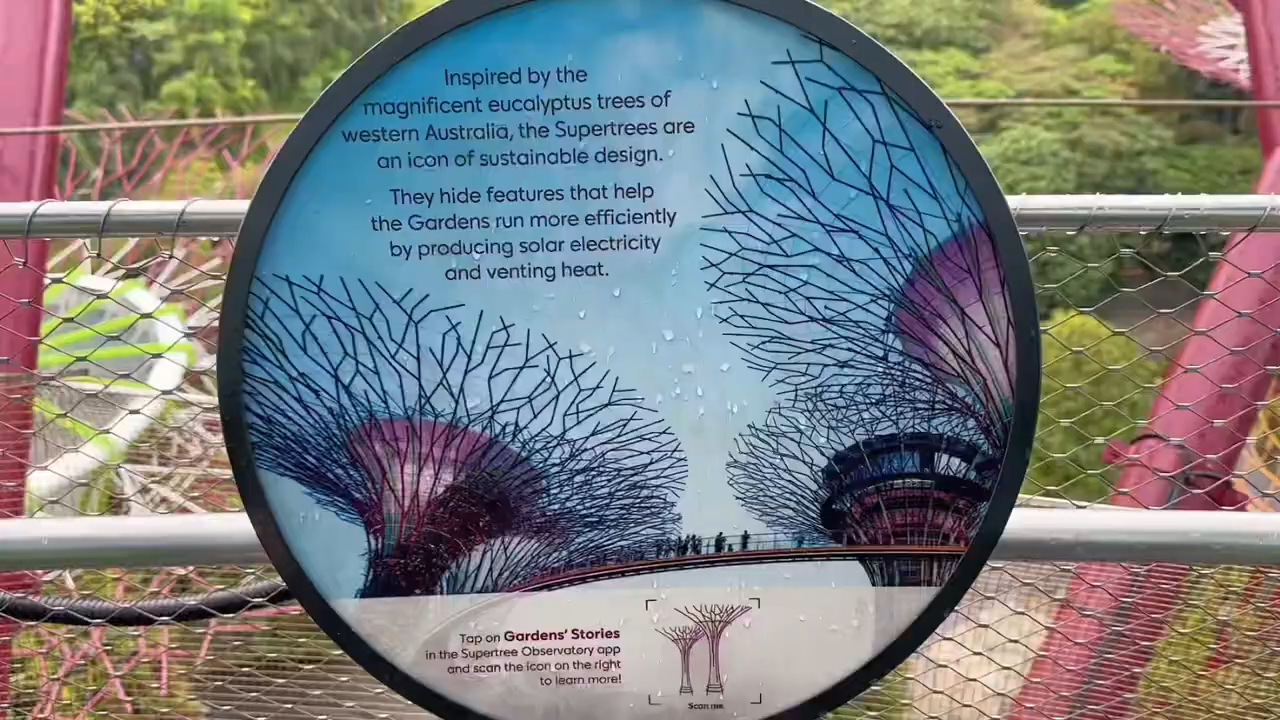 Inspired by the
magnificent eucalyptus trees of
western Australia, the Supertrees are
an icon of sustainable design.
They hide features that help
the Gardens run more efficiently
by producing solar electricity
and venting heat.
Tap on Gardens' Stories
in the Supertree Observatory app
and scan the icon on the right
to learn more!
Scan me